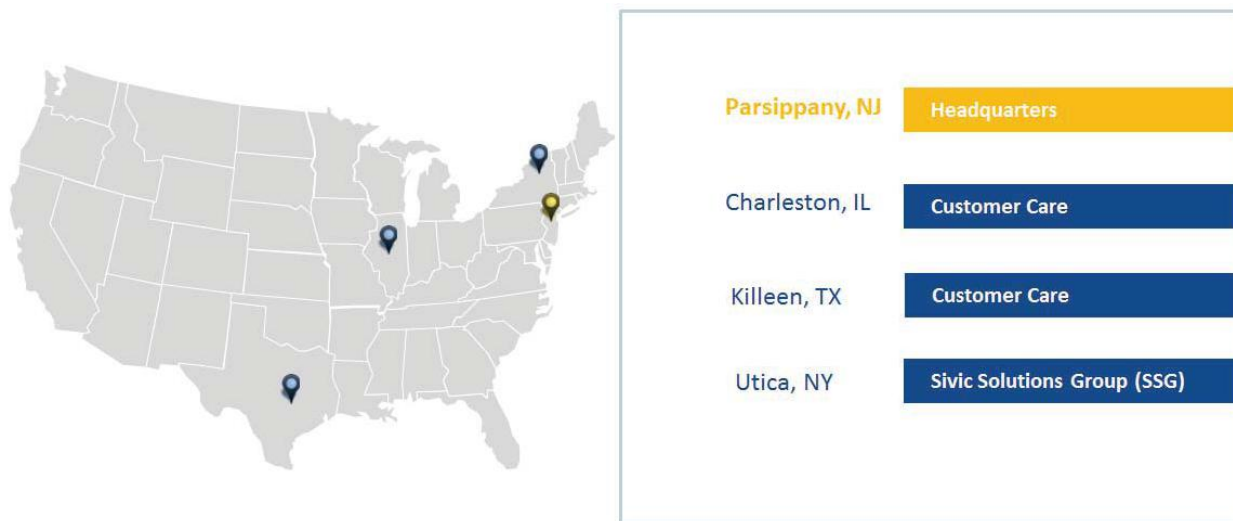 Parsippany, NJ Headquarters
Charleston, IL Customer Care
Killeen, TX Customer Care
Utica, NY Sivic Solutions Group (SSG)